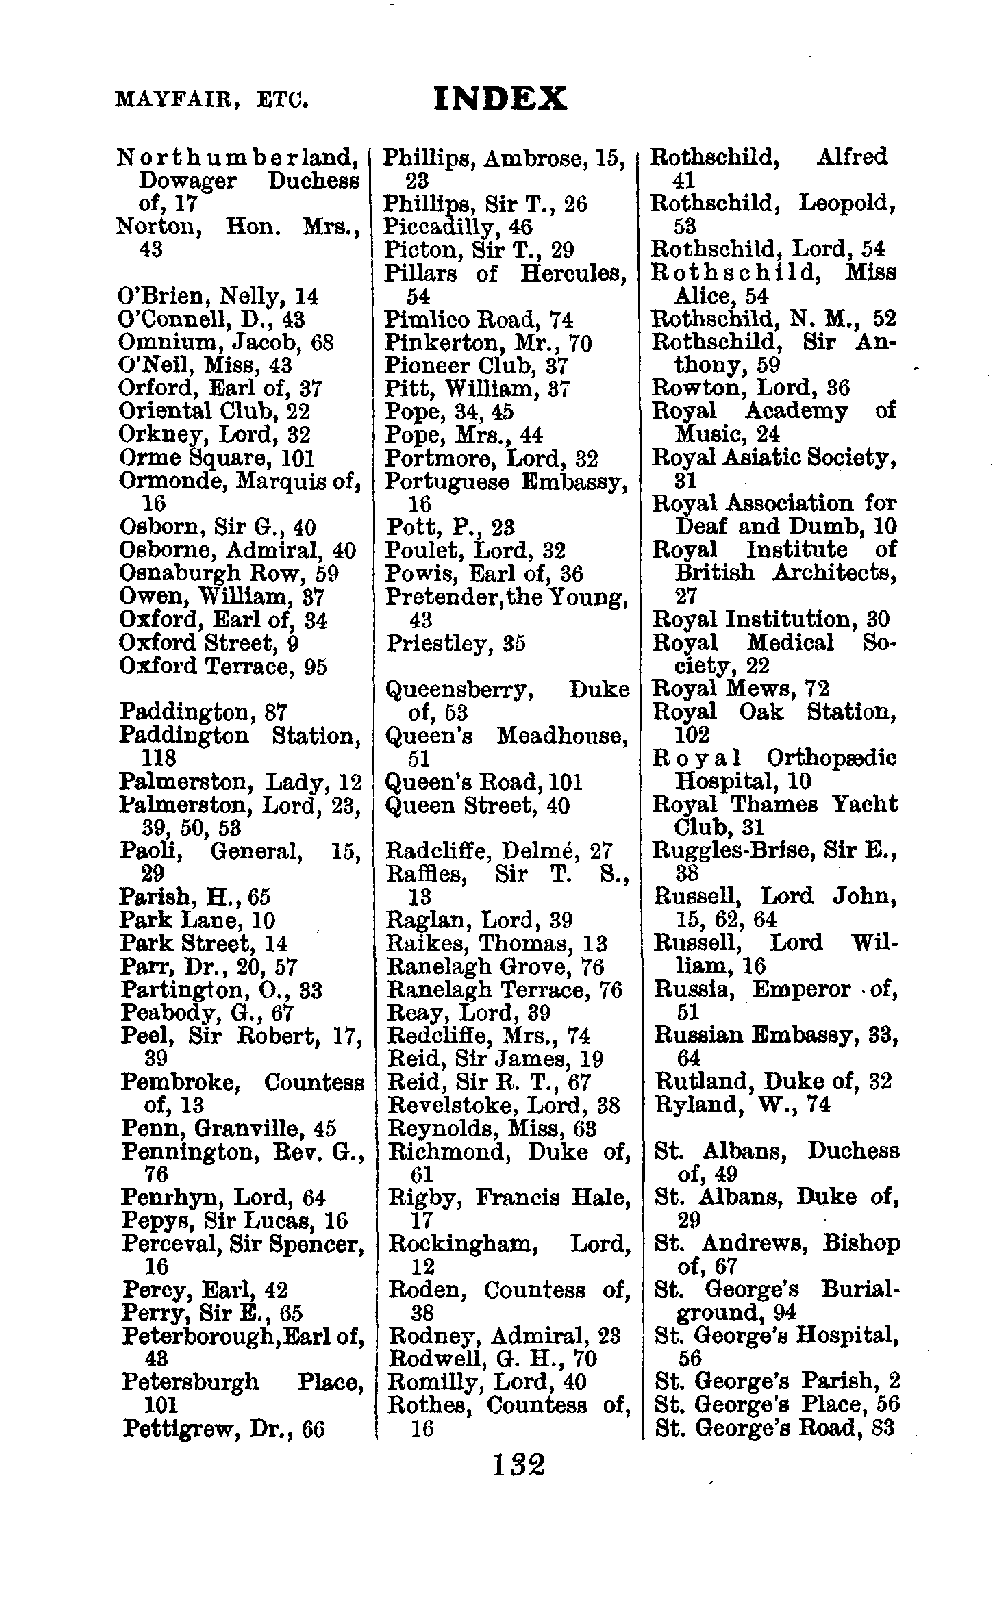 MAYFAIR, ETC. INDEX
Northumberland,
Dowager Duchess
of, 17
Norton, Hon. Mrs.,
43
O'Brien, Nelly, 14
O'Connell, D., 43
Omnium, Jacob, 68
O'Neil, Miss, 43
Orford, Earl of, 37
Oriental Club, 22
Orkney, Lord, 32
Orme Square, 101
Ormonde, Marquis of,
16
Osborn, Sir G., 40
Osborne, Admiral, 40
Osnaburgh Row, 59
Owen, William, 37
Oxford, Earl of, 34
Oxford Street, 9
Oxford Terrace, 95
Paddington, 87
Paddington Station,
118
Palmerston, Lady, 12
Palmerston, Lord, 23,
39, 50, 53
Paoli, General, 15,
29
Parish, H., 65
Park Lane, 10
Park Street, 14
Parr, Dr., 20, 57
Partington, O., 33
Peabody, G., 67
Peel, Sir Robert, 17,
39
Pembroke, Countess
of, 13
Penn, Granville, 45
Pennington, Rev. G.,
76
Penrhyn, Lord, 64
Pepys, Sir Lucas, 16
Perceval, Sir Spencer,
16
Percy, Earl, 42
Perry, Sir E., 65
Peterborough, Earl of,
43
Petersburgh Place,
101
Pettigrew, Dr., 66
Phillips, Ambrose, 15,
23
Phillips, Sir T., 26
Piccadilly, 46
Picton, Sir T., 29
Pillars of Hercules,
54
Pimlico Road, 74
Pinkerton, Mr., 70
Pioneer Club, 37
Pitt, William, 37
Pope, 34, 45
Pope, Mrs., 44
Portmore, Lord, 32
Portuguese Embassy,
16
Pott, P., 23
Poulet, Lord, 32
Powis, Earl of, 36
Pretender, the Young,
43
Priestley, 35
Queensberry, Duke
of, 53
Queen's Meadhouse,
51
Queen's Road, 101
Queen Street, 40
Radcliffe, Delmé, 27
Raffles, Sir T. S.,
13
Raglan, Lord, 39
Raikes, Thomas, 13
Ranelagh Grove, 76
Ranelagh Terrace, 76
Reay, Lord, 39
Redcliffe, Mrs., 74
Reid, Sir James, 19
Reid, Sir R. T., 67
Revelstoke, Lord, 38
Reynolds, Miss, 63
Richmond, Duke of,
61
Rigby, Francis Hale,
17
Rockingham, Lord,
12
Roden, Countess of,
38
Rodney, Admiral, 23
Rodwell, G. H., 70
Romilly, Lord, 40
Rothes, Countess of,
16
Rothschild, Alfred
41
Rothschild, Leopold,
53
Rothschild, Lord, 54
Rothschild, Miss
Alice, 54
Rothschild, N. M., 52
Rothschild, Sir An-
thony, 59
Rowton, Lord, 36
Royal Academy of
Music, 24
Royal Asiatic Society,
31
Royal Association for
Deaf and Dumb, 10
Royal Institute of
British Architects,
27
Royal Institution, 30
Royal Medical So-
ciety, 22
Royal Mews, 72
Royal Oak Station,
102
Royal Orthopædic
Hospital, 10
Royal Thames Yacht
Club, 31
Ruggles-Brise, Sir E.,
38
Russell, Lord John,
15, 62, 64
Russell, Lord Wil-
liam, 16
Russia, Emperor of,
51
Russian Embassy, 33,
64
Rutland, Duke of, 32
Ryland, W., 74
St. Albans, Duchess
of, 49
St. Albans, Duke of,
29
St. Andrews, Bishop
of, 67
St. George's Burial-
ground, 94
St. George's Hospital,
56
St. George's Parish, 2
St. George's Place, 56
St. George's Road, 83
132